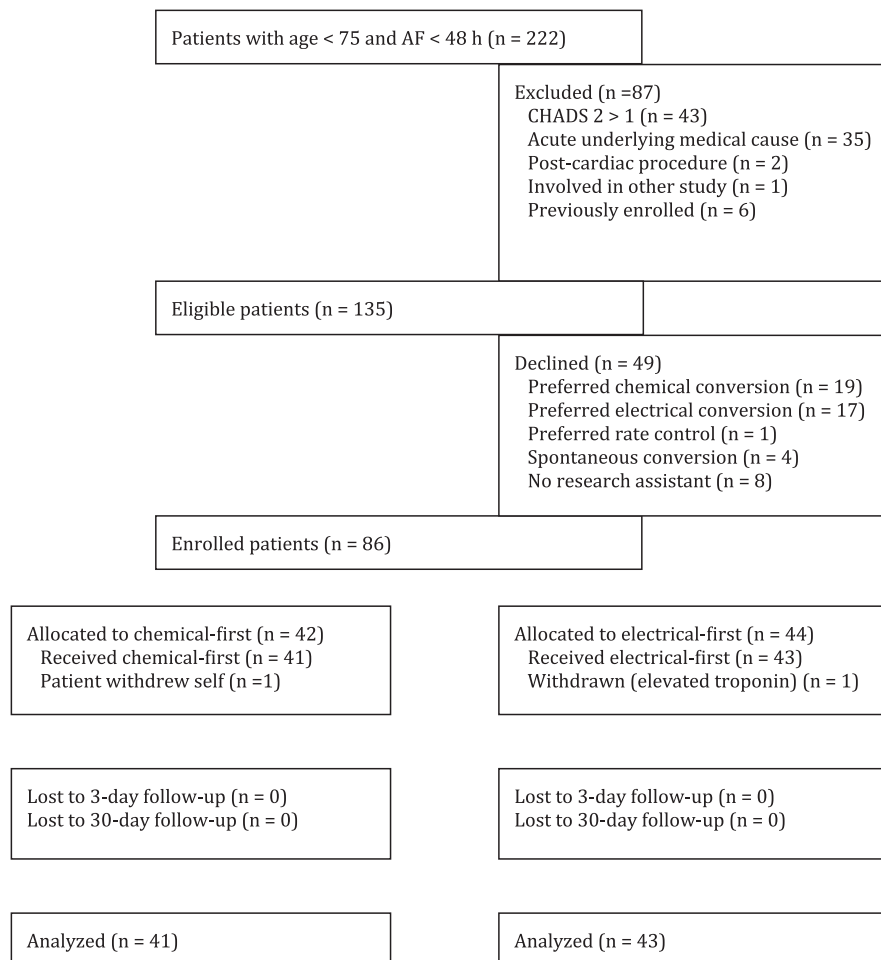 Patients with age < 75 and AF < 48 h (n = 222)
Excluded (n =87)
CHADS 2 > 1 (n = 43)
Acute underlying medical cause (n = 35)
Post-cardiac procedure (n = 2)
Involved in other study (n = 1)
Previously enrolled (n = 6)
Eligible patients (n = 135)
Declined (n = 49)
Preferred chemical conversion (n = 19)
Preferred electrical conversion (n = 17)
Preferred rate control (n = 1)
Spontaneous conversion (n = 4)
No research assistant (n = 8)
Enrolled patients (n = 86)
Allocated to chemical-first (n = 42)
Received chemical-first (n = 41)
Patient withdrew self (n =1)
Allocated to electrical-first (n = 44)
Received electrical-first (n = 43)
Withdrawn (elevated troponin) (n = 1)
Lost to 3-day follow-up (n = 0)
Lost to 30-day follow-up (n = 0)
Lost to 3-day follow-up (n = 0)
Lost to 30-day follow-up (n = 0)
Analyzed (n = 41)
Analyzed (n = 43)